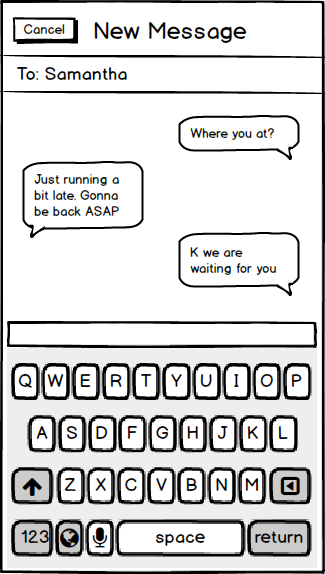 Cancel New Message
To: Samantha
Where you at?
Just running a
bit late. Gonna
be back ASAP
K we are
waiting for you
Q W E R T Y U I O P
A S D F G H J K L
Z X C V B N M
123 space return